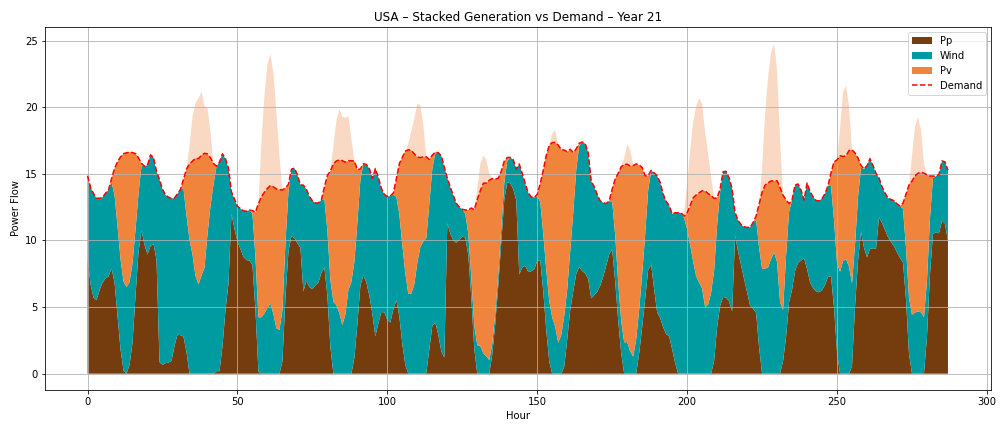 USA – Stacked Generation vs Demand – Year 21
Pp
Wind
Pv
Demand
Power Flow
25
20
15
10
5
0
0 50 100 150 200 250 300
Hour